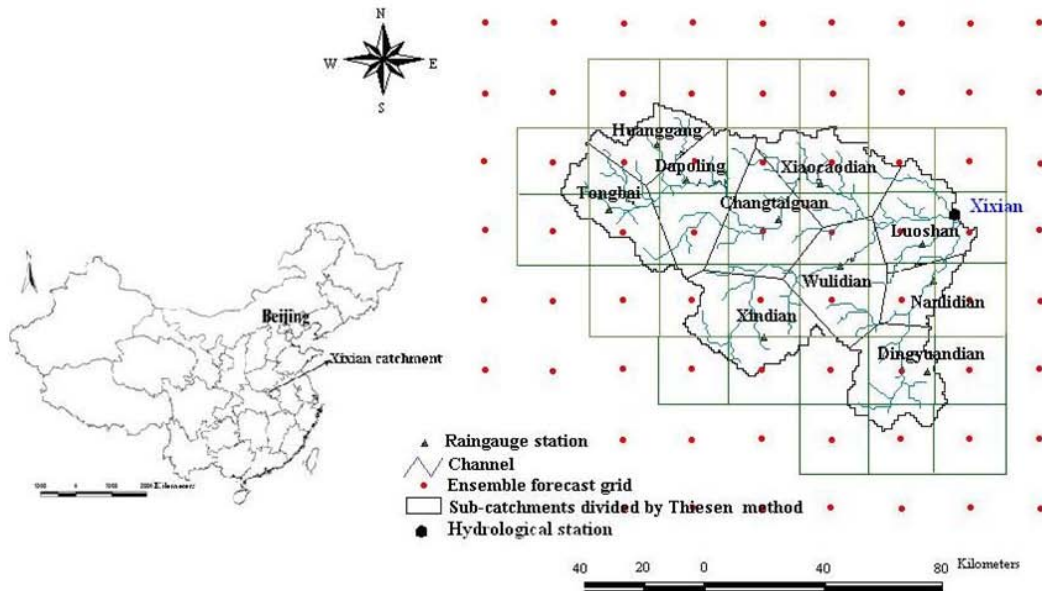 N
W
E
S
Huanggang
Dapoling
Xiaocaodian
Tongbai
Changtaiguan
Xixian
Luoshan
Wulidian
Nanlidian
Xindian
Dingyuandian
N
Beijing
Xixian catchment
Kilometers
Raingauge station
Channel
Ensemble forecast grid
Sub-catchments divided by Thiesen method
Hydrological station
Kilometers
40 20 0 40 80